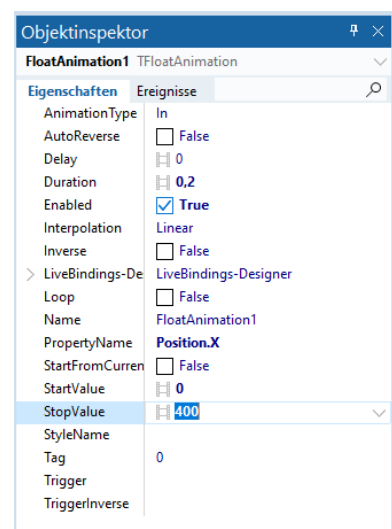 Objektinspektor
FloatAnimation1 TFloatAnimation
Eigenschaften Ereignisse
AnimationType In
AutoReverse False
Delay 0
Duration 0,2
Enabled True
Interpolation Linear
Inverse False
LiveBindings-De LiveBindings-Designer
Loop False
Name FloatAnimation1
PropertyName Position.X
StartFromCurren False
StartValue 0
StopValue 400
StyleName
Tag 0
Trigger
TriggerInverse